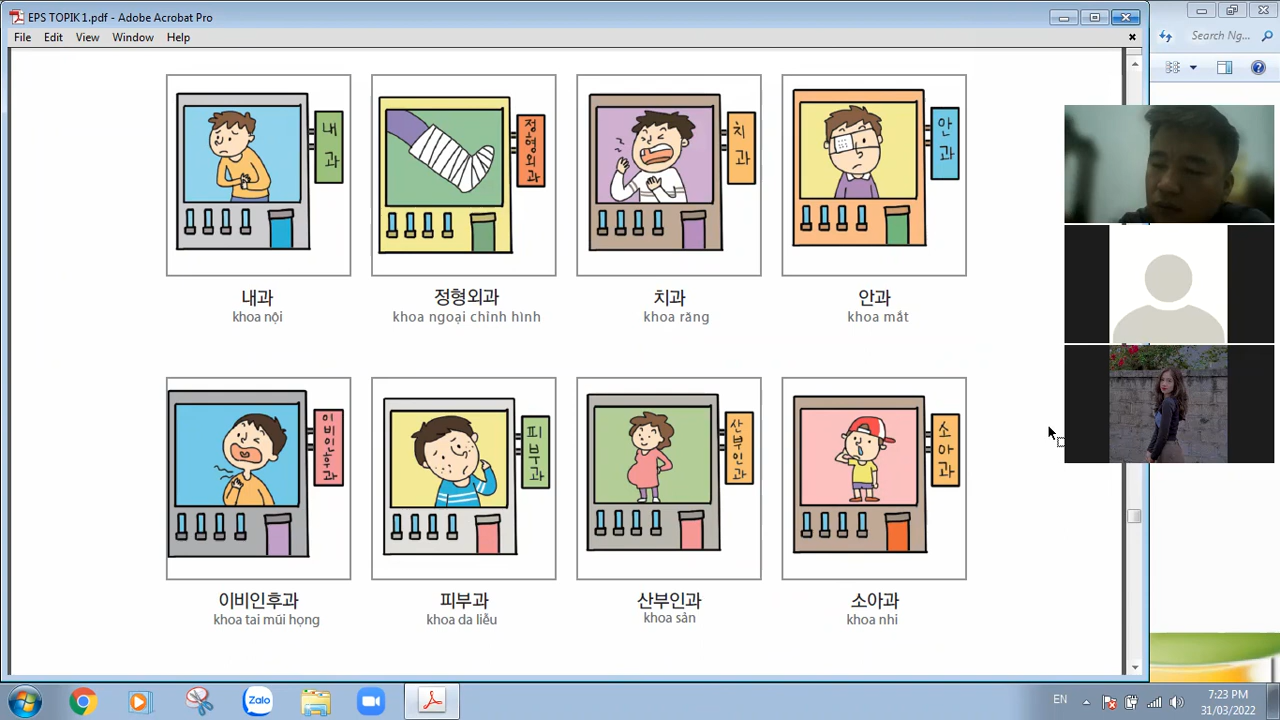 EPS TOPIK 1.pdf - Adobe Acrobat Pro
File Edit View Window Help
Search Ng...
내과
정형외과
치과
안과
내과
khoa nội
정형외과
khoa ngoại chỉnh hình
치과
khoa răng
안과
khoa mắt
이비인후과
피부과
산부인과
소아과
이비인후과
khoa tai mũi họng
피부과
khoa da liễu
산부인과
khoa sản
소아과
khoa nhi
Zalo
EN
7:23 PM
31/03/2022